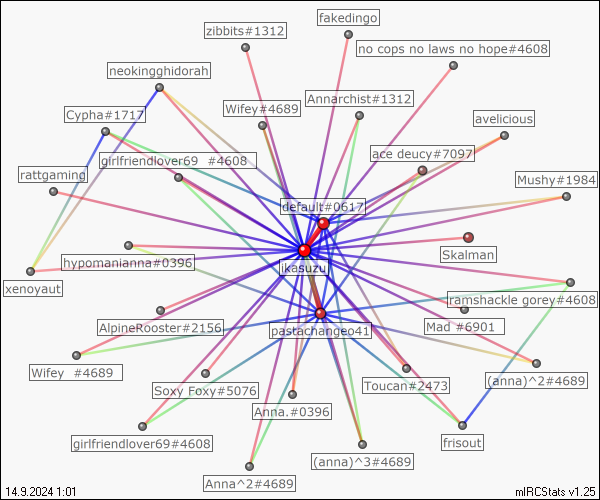 fakedingo
zibbits#1312
no cops no laws no hope#4608
neokingghidorah
Annarchist#1312
Cypha#1717
Wifey#4689
avelicious
girlfriendlover69 #4608
ace deucy#7097
rattgaming
Mushy#1984
default#0617
Skalman
hypomanianna#0396
ikasuzu
xenoyaut
ramshackle gorey#4608
AlpineRooster#2156
Mad #6901
pastachangeo41
Wifey #4689
Soxy Foxy#5076
Toucan#2473
(anna)^2#4689
Anna.#0396
girlfriendlover69#4608
frisout
(anna)^3#4689
Anna^2#4689
14.9.2024 1:01
mIRCStats v1.25